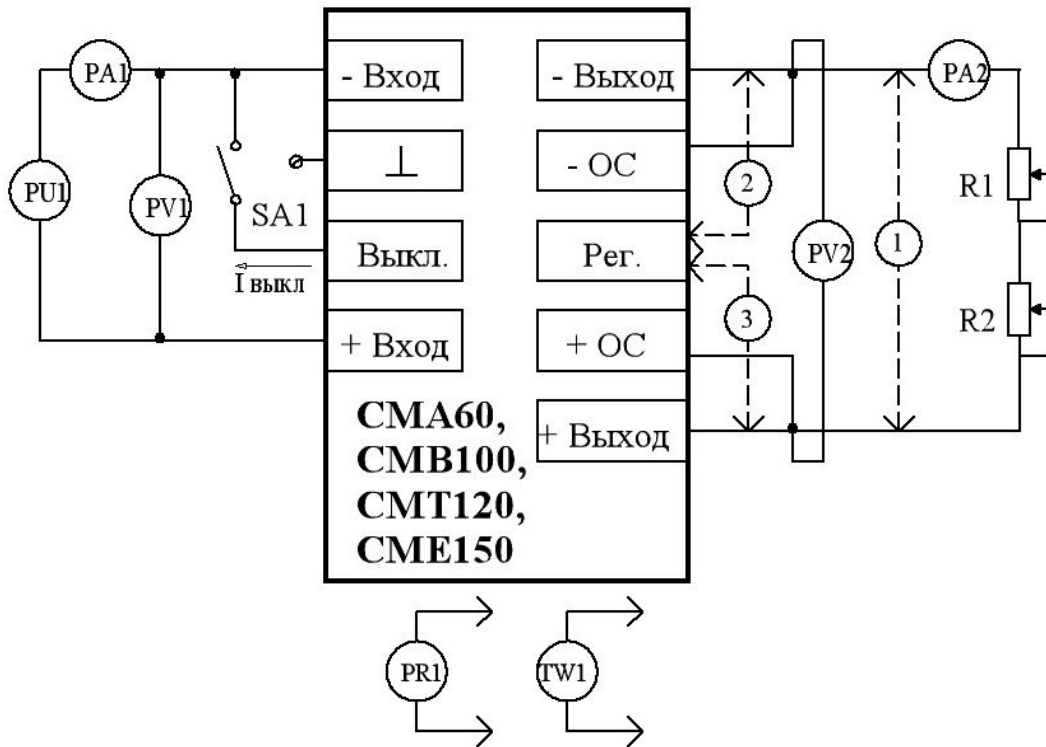 PA1
PU1
PV1
SA1
I выкл
- Вход
⊥
Выкл.
+ Вход
- Выход
- ОС
Рег.
+ ОС
+ Выход
СМА60,
СМВ100,
СМТ120,
СМЕ150
2
3
PV2
1
PA2
R1
R2
PR1
TW1